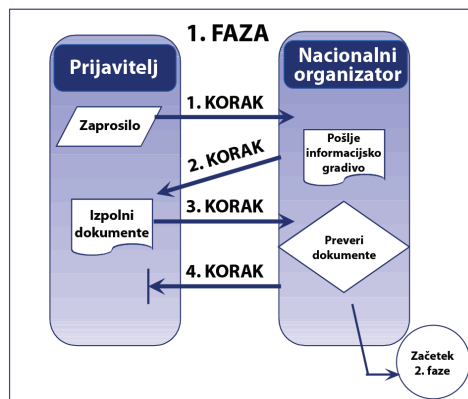 1. FAZA
Prijavitelj
Nacionalni
organizator
1. KORAK
Zaprosilo
Pošlje
informacijsko
gradivo
2. KORAK
Izpolni
dokumente
3. KORAK
Preveri
dokumente
4. KORAK
Začetek
2. faze